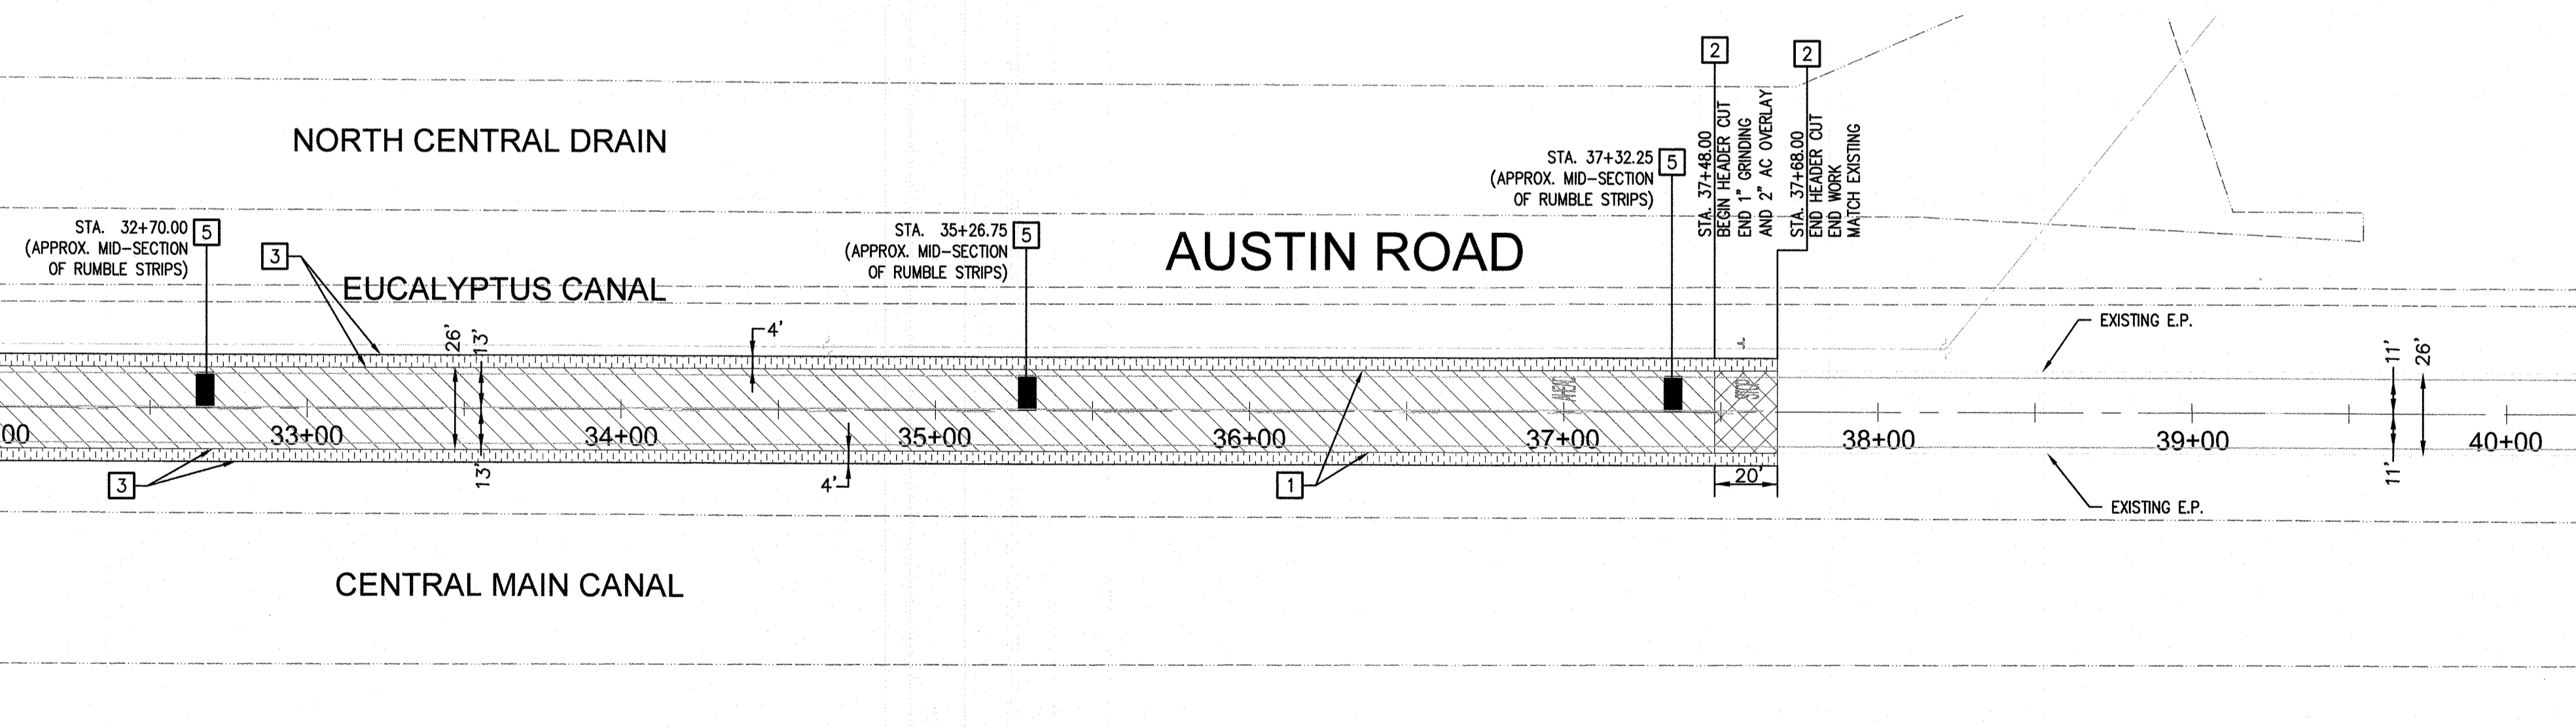 NORTH CENTRAL DRAIN
EUCALYPTUS CANAL
AUSTIN ROAD
CENTRAL MAIN CANAL
STA. 32+70.00
(APPROX. MID-SECTION
OF RUMBLE STRIPS)
5
3
STA. 35+26.75
(APPROX. MID-SECTION
OF RUMBLE STRIPS)
5
STA. 37+32.25
(APPROX. MID-SECTION
OF RUMBLE STRIPS)
5
2
STA. 37+48.00
BEGIN HEADER CUT
END 1" GRINDING
AND 2" AC OVERLAY
2
STA. 37+68.00
END HEADER CUT
END WORK
MATCH EXISTING
EXISTING E.P.
26'
13'
4'
11'
26'
AHEAD
STOP
00
33+00
34+00
35+00
36+00
37+00
38+00
39+00
40+00
3
13'
4'
1
20'
11'
EXISTING E.P.